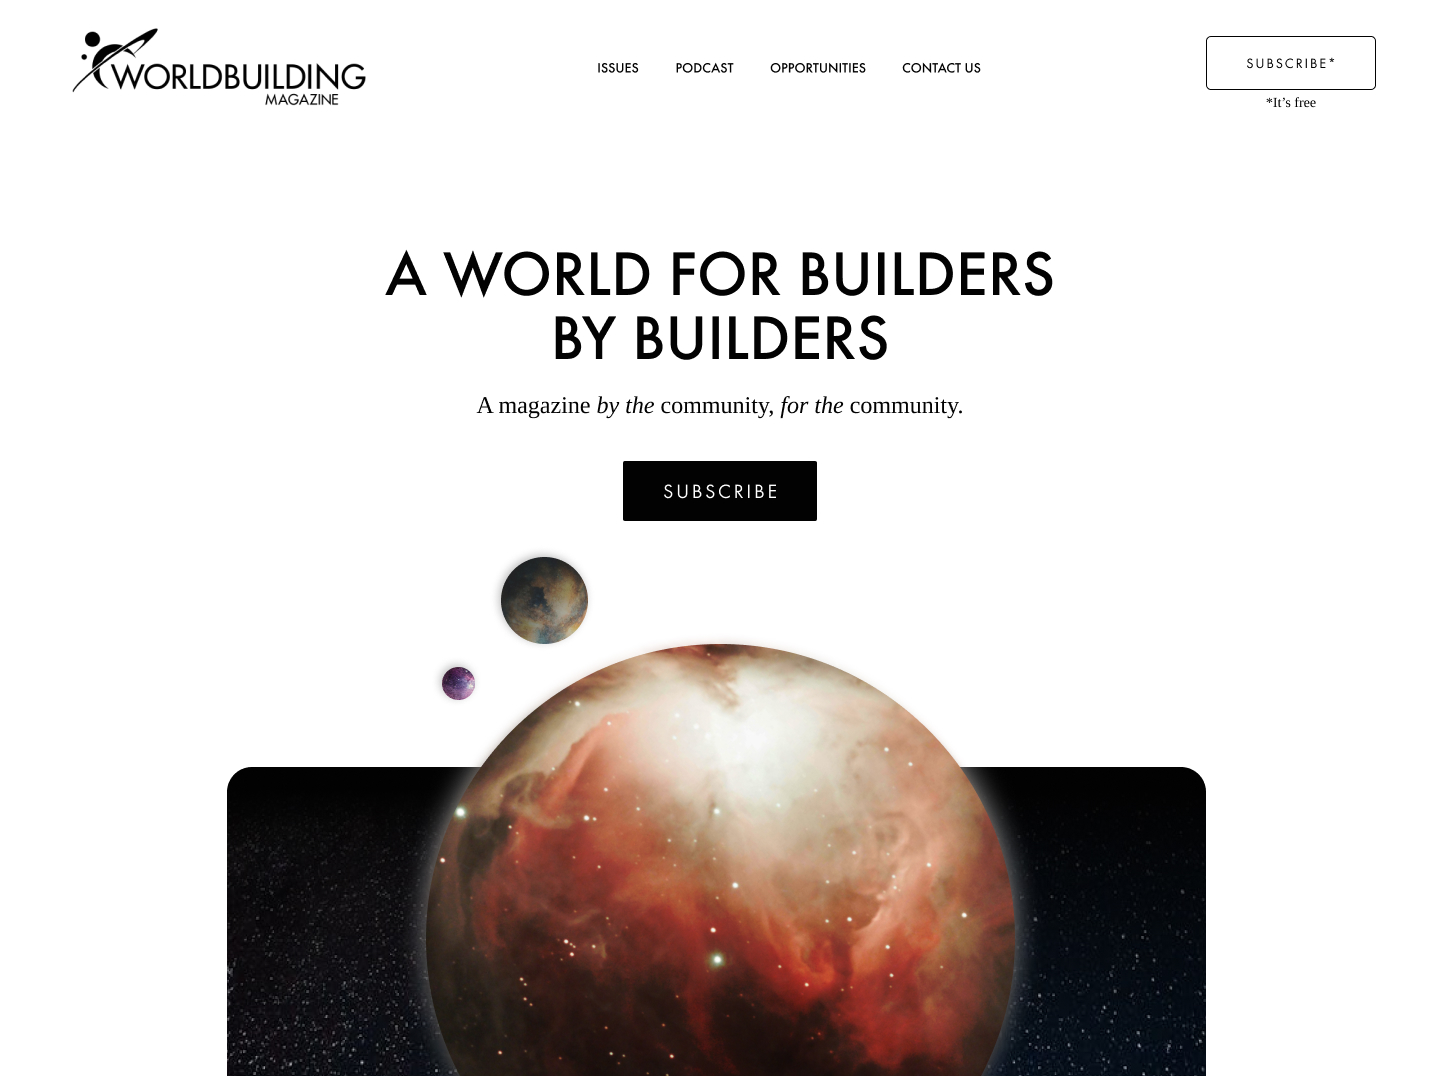 WORLDBUILDING
MAGAZINE
ISSUES
PODCAST
OPPORTUNITIES
CONTACT US
SUBSCRIBE*
*It’s free
A WORLD FOR BUILDERS
BY BUILDERS
A magazine by the community, for the community.
SUBSCRIBE